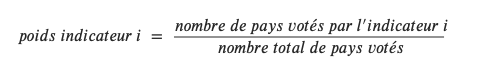 poids indicateur i = nombre de pays votés par l'indicateur i
nombre total de pays votés